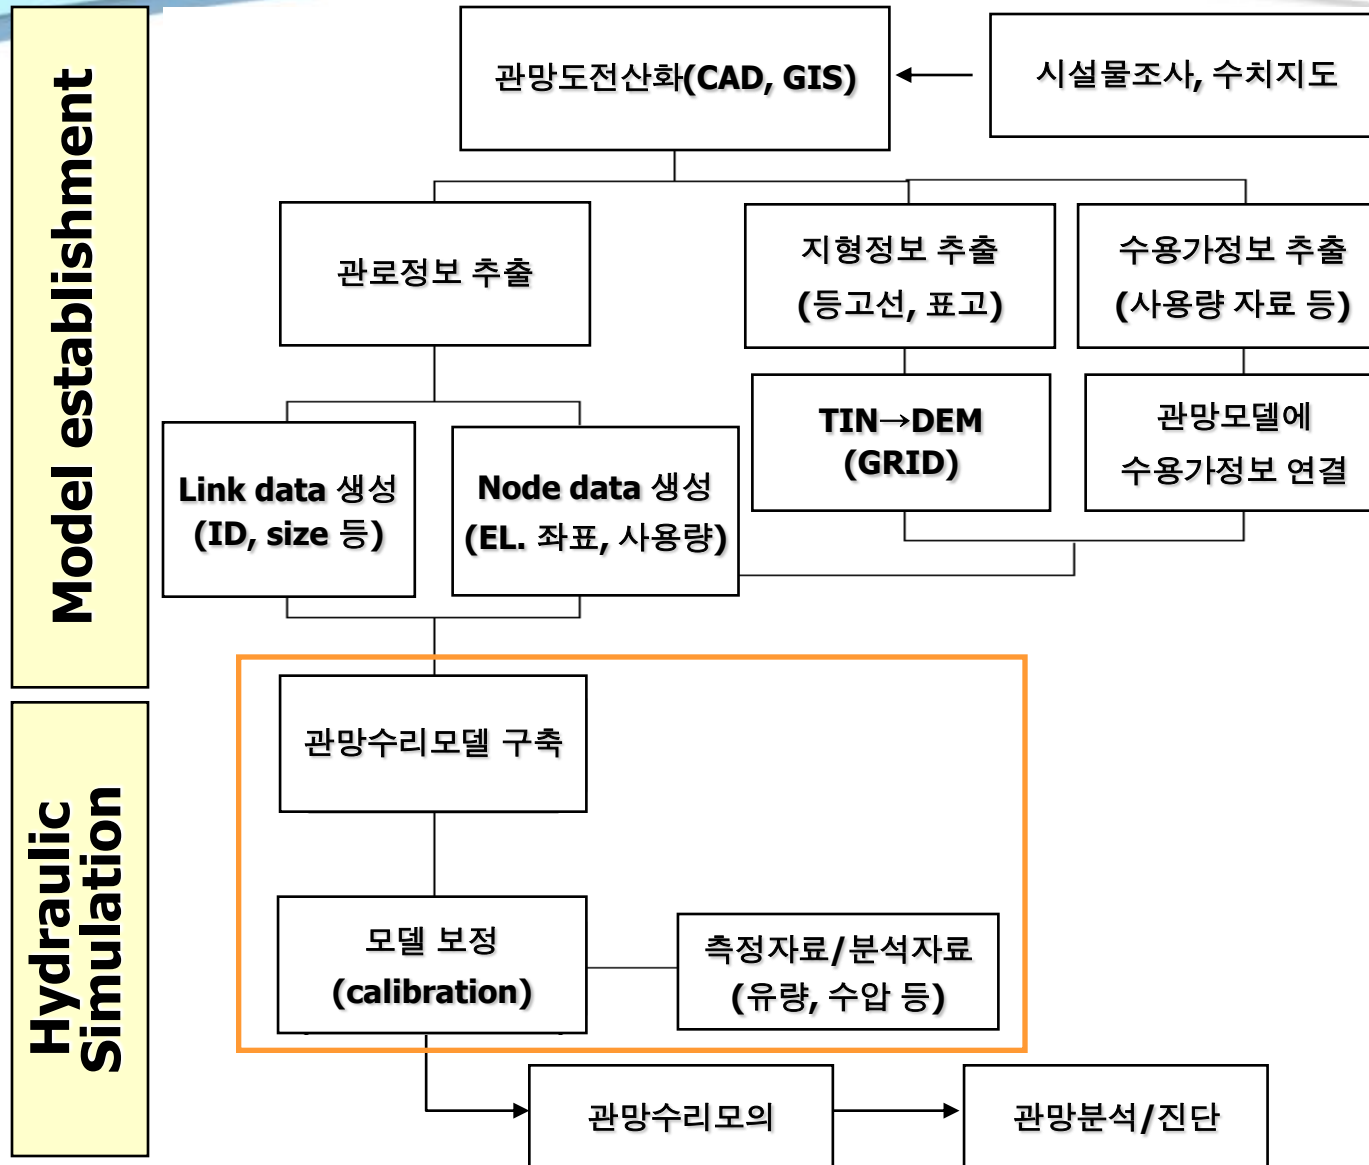 Model establishment
관망도전산화(CAD, GIS)
시설물조사, 수치지도
관로정보 추출
지형정보 추출
(등고선, 표고)
수용가정보 추출
(사용량 자료 등)
TIN→DEM
(GRID)
관망모델에
수용가정보 연결
Link data 생성
(ID, size 등)
Node data 생성
(EL. 좌표, 사용량)
Hydraulic
Simulation
관망수리모델 구축
모델 보정
(calibration)
측정자료/분석자료
(유량, 수압 등)
관망수리모의
관망분석/진단